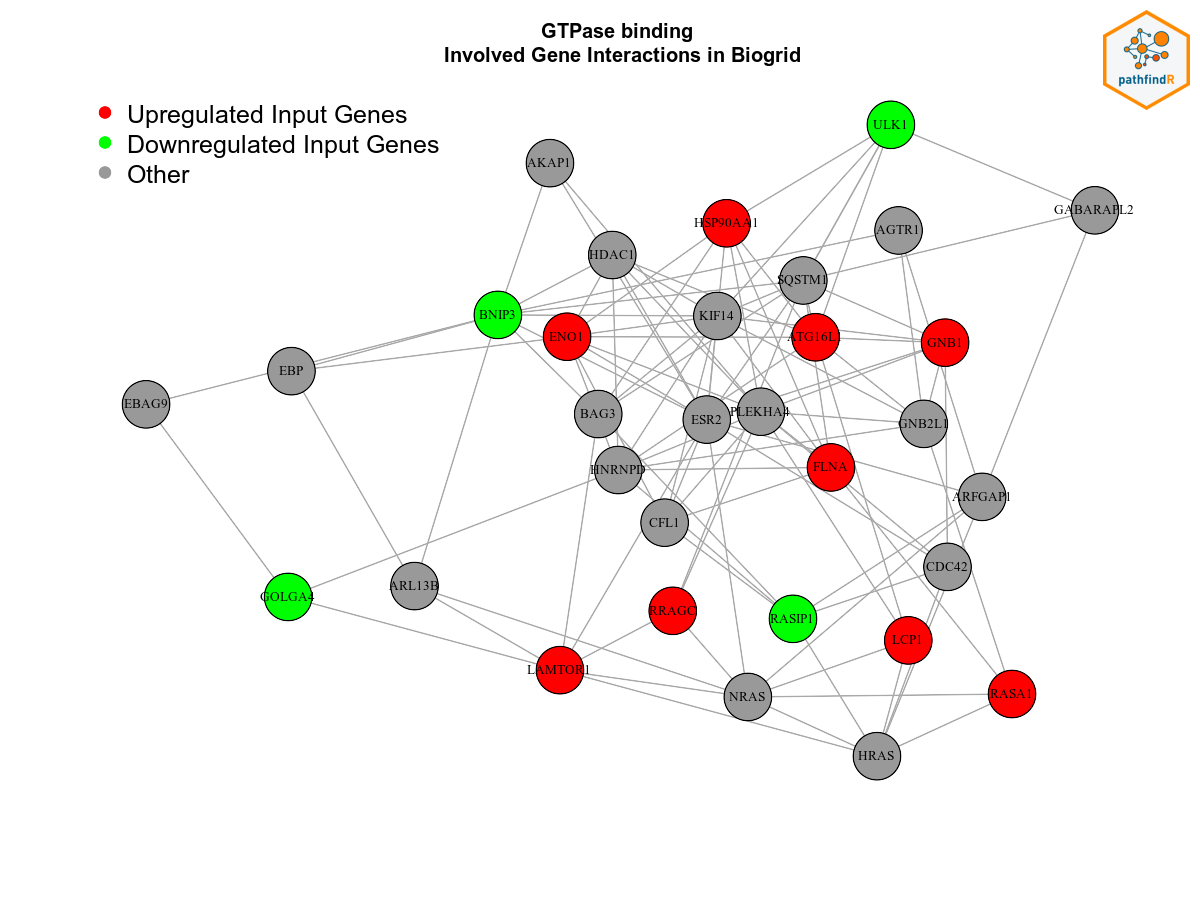 GTPase binding
Involved Gene Interactions in Biogrid
pathfindR
Upregulated Input Genes
Downregulated Input Genes
Other
ULK1
AKAP1
GABARAPL2
HSP90AA1
AGTR1
HDAC1
SQSTM1
BNIP3
KIF14
ENO1
ATG16L1
GNB1
EBP
EBAG9
BAG3
ESR2
PLEKHA4
GNB2L1
HNRNPD
FLNA
ARFGAP1
CFL1
CDC42
ARL13B
GOLGA4
RRAGC
RASIP1
LCP1
LAMTOR1
NRAS
RASA1
HRAS